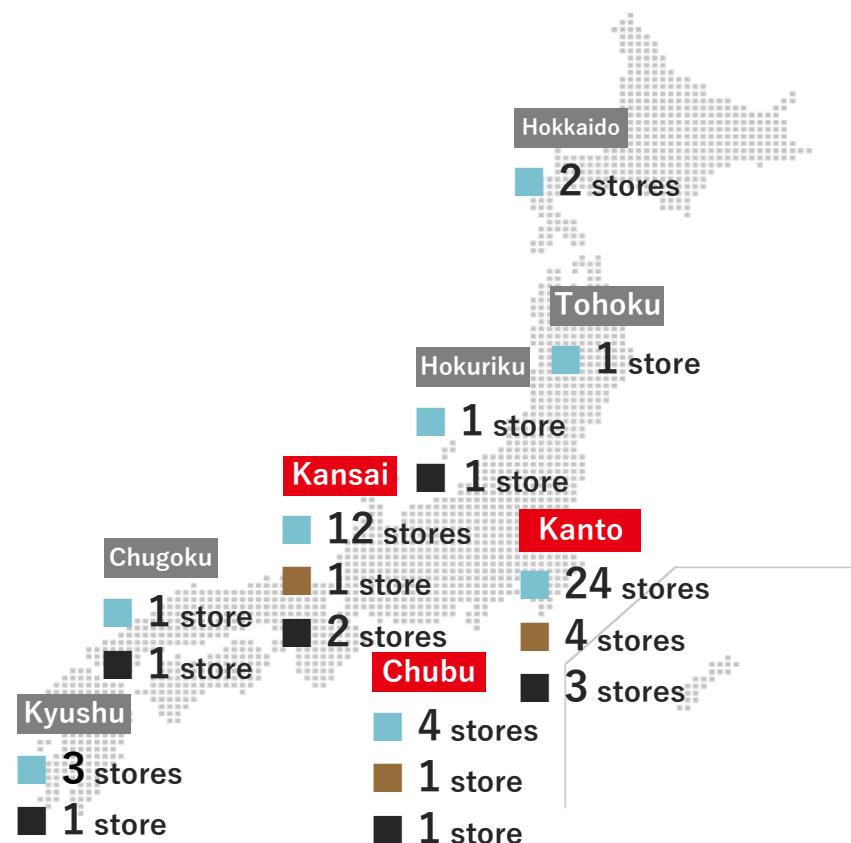 Hokkaido
2 stores
Tohoku
1 store
Hokuriku
1 store
1 store
Kansai
12 stores
1 store
2 stores
Kanto
24 stores
4 stores
3 stores
Chugoku
1 store
1 store
Chubu
4 stores
1 store
1 store
Kyushu
3 stores
1 store